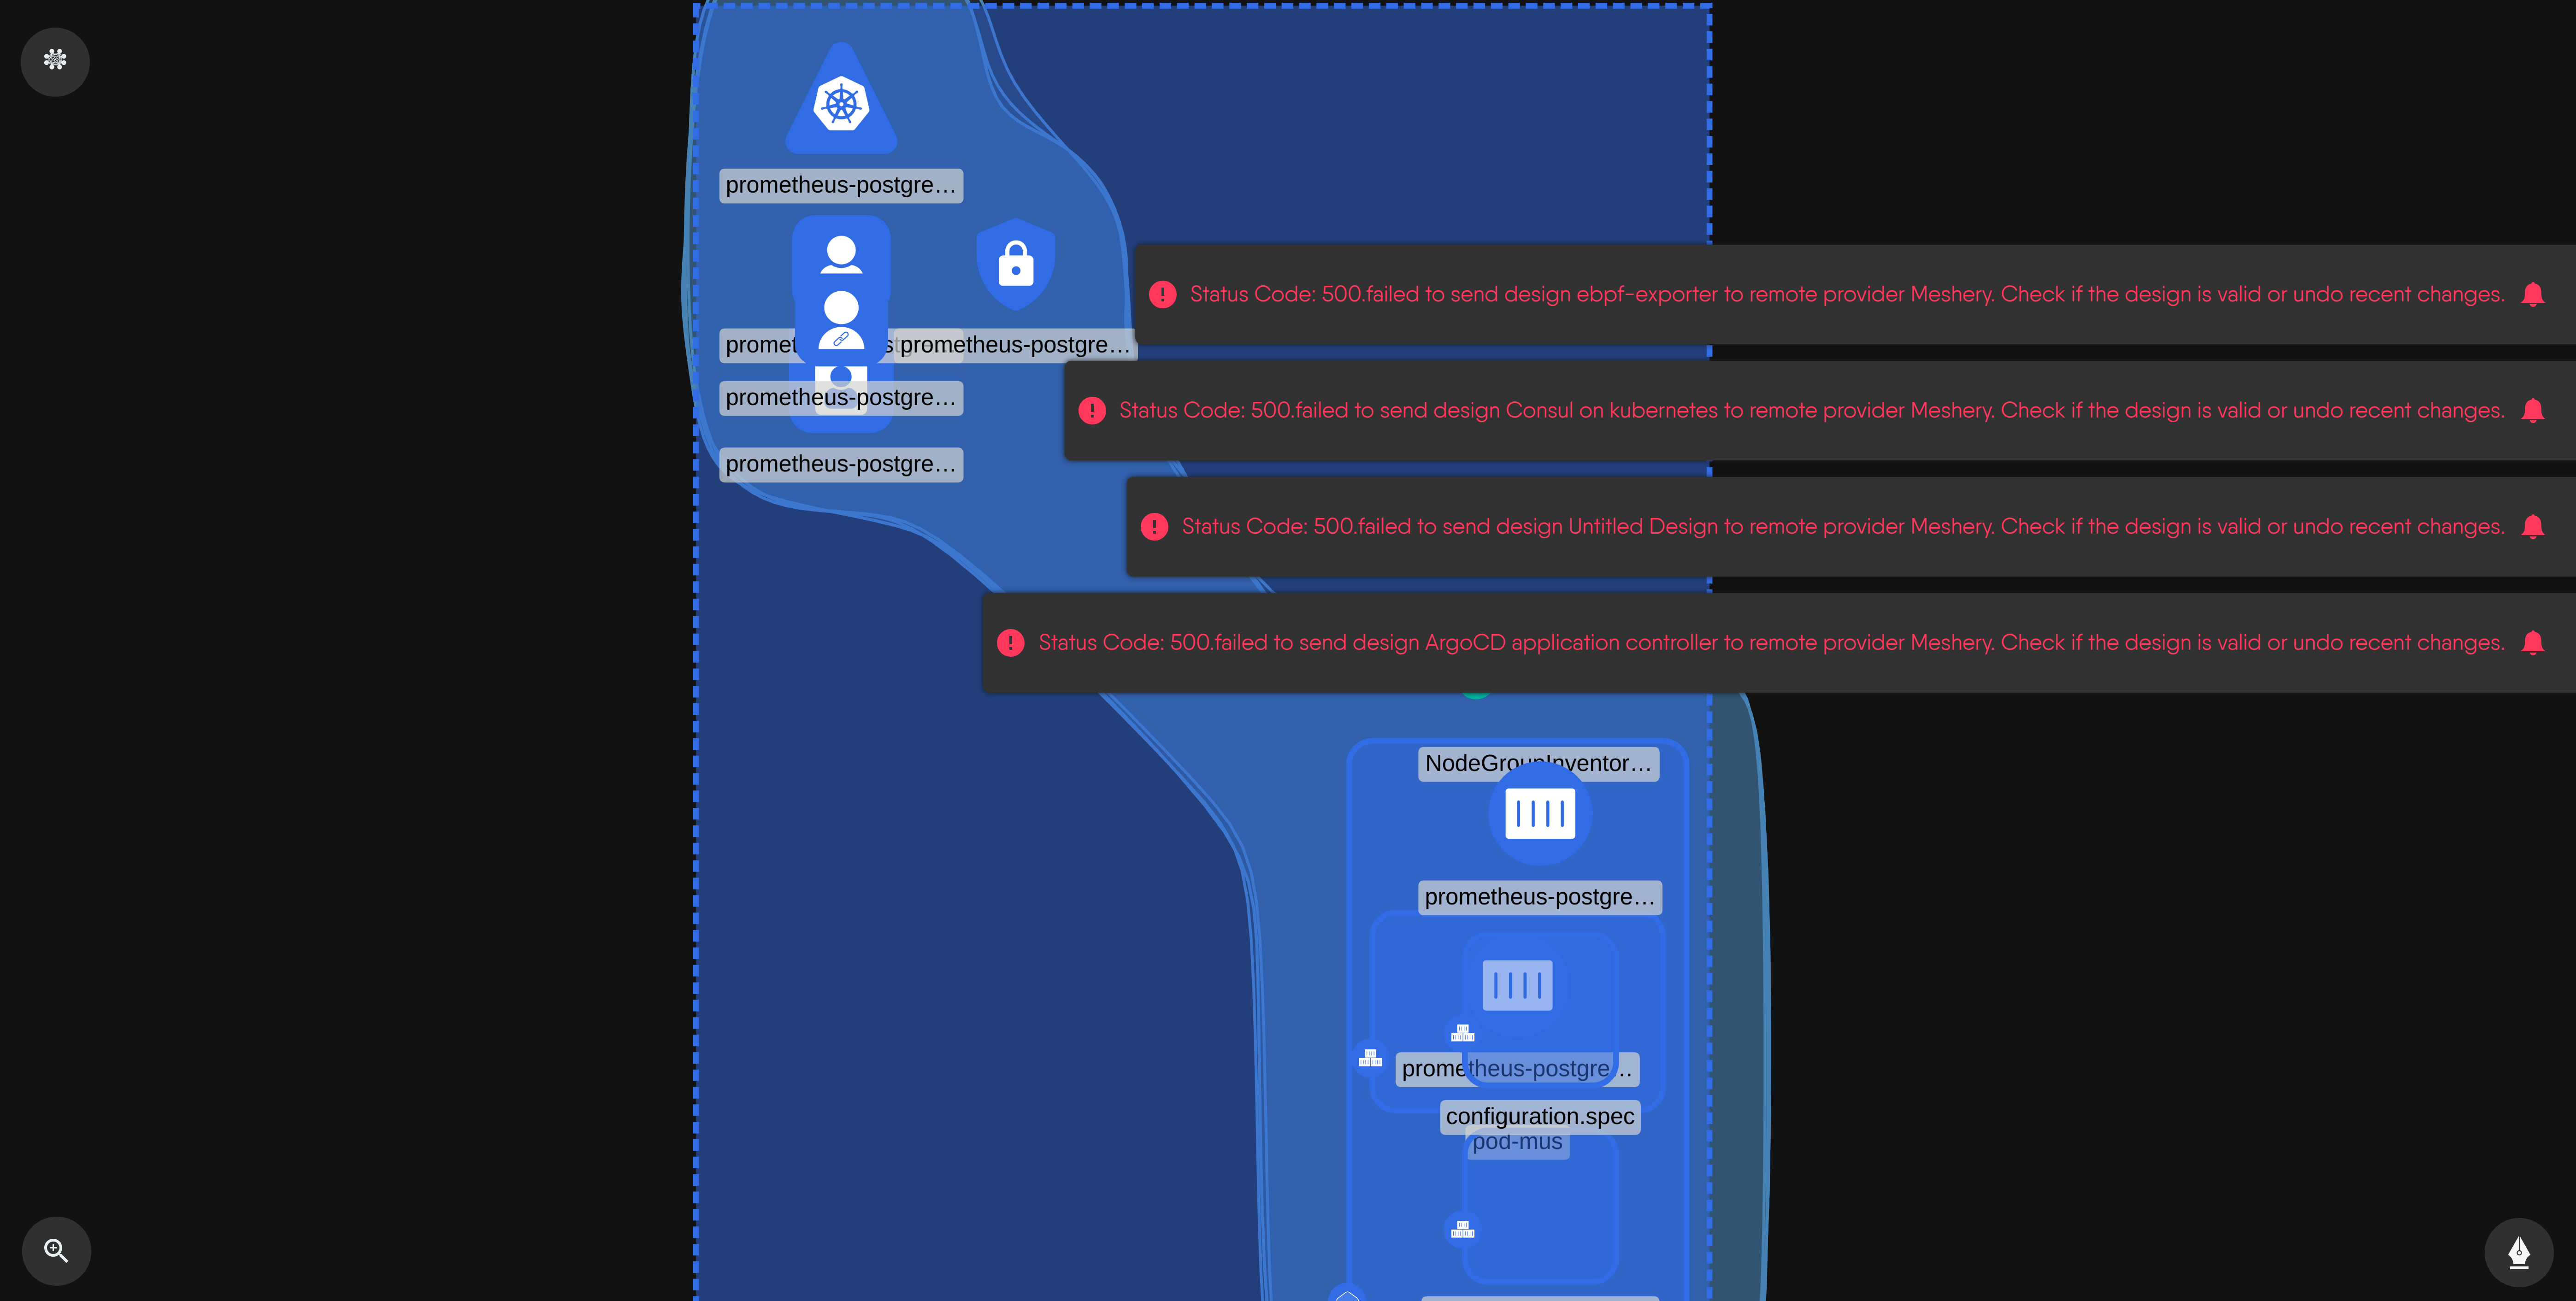 prometheus-postgre…
Status Code: 500.failed to send design ebpf-exporter to remote provider Meshery. Check if the design is valid or undo recent changes.
promet st prometheus-postgre…
prometheus-postgre…
Status Code: 500.failed to send design Consul on kubernetes to remote provider Meshery. Check if the design is valid or undo recent changes.
prometheus-postgre…
Status Code: 500.failed to send design Untitled Design to remote provider Meshery. Check if the design is valid or undo recent changes.
Status Code: 500.failed to send design ArgoCD application controller to remote provider Meshery. Check if the design is valid or undo recent changes.
NodeGroupInventor…
prometheus-postgre…
prometheus-postgre…
configuration.spec
pod-mus